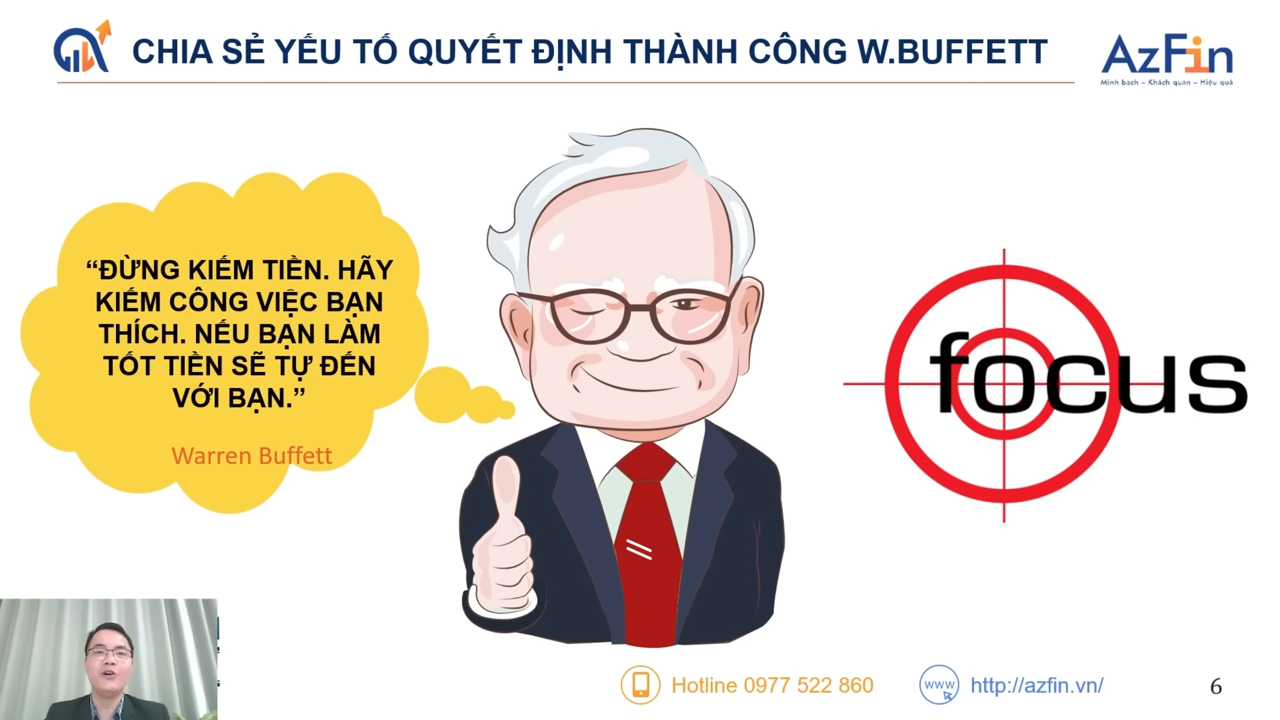 CHIA SẺ YẾU TỐ QUYẾT ĐỊNH THÀNH CÔNG W.BUFFETT
AzFin
Minh bạch – Khách quan – Hiệu quả
“ĐỪNG KIẾM TIỀN. HÃY
KIẾM CÔNG VIỆC BẠN
THÍCH. NẾU BẠN LÀM
TỐT TIỀN SẼ TỰ ĐẾN
VỚI BẠN.”
Warren Buffett
focus
Hotline 0977 522 860
www
http://azfin.vn/
6